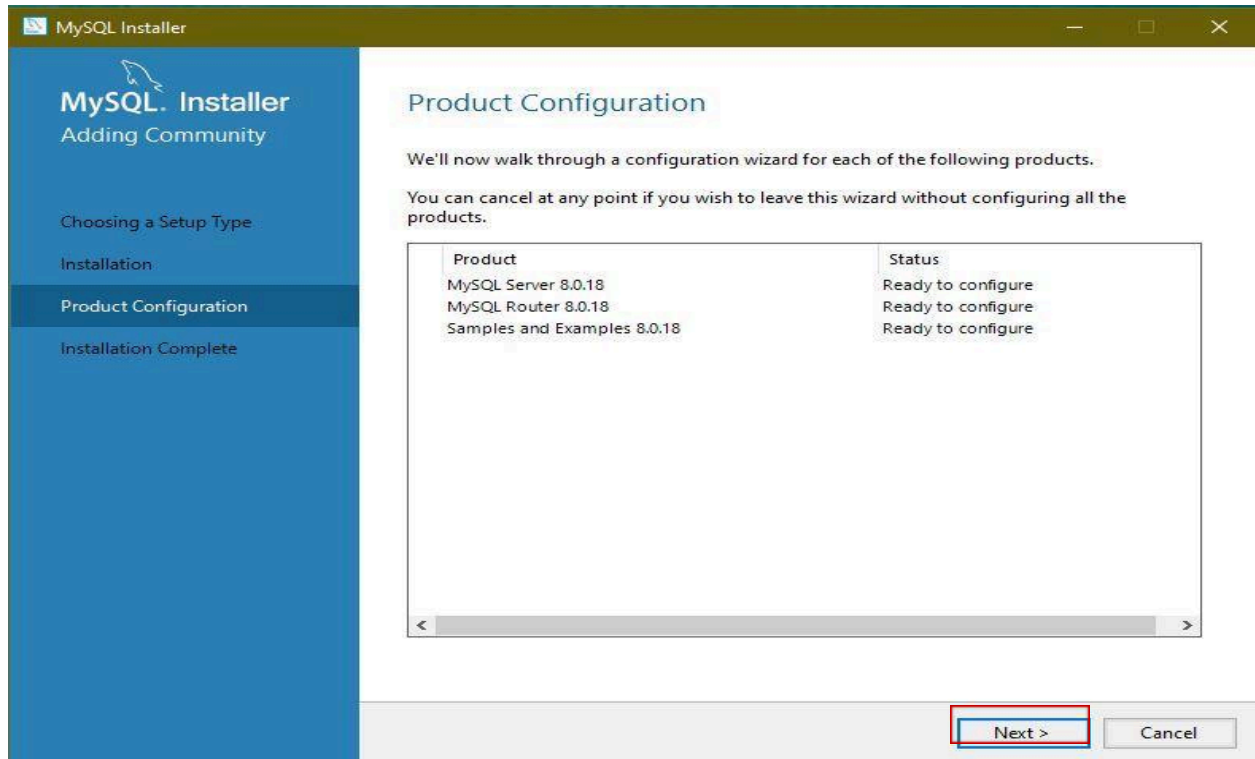 MySQL Installer
MySQL. Installer
Adding Community
Choosing a Setup Type
Installation
Product Configuration
Installation Complete
Product Configuration
We'll now walk through a configuration wizard for each of the following products.
You can cancel at any point if you wish to leave this wizard without configuring all the
products.
Product Status
MySQL Server 8.0.18 Ready to configure
MySQL Router 8.0.18 Ready to configure
Samples and Examples 8.0.18 Ready to configure
Next > Cancel